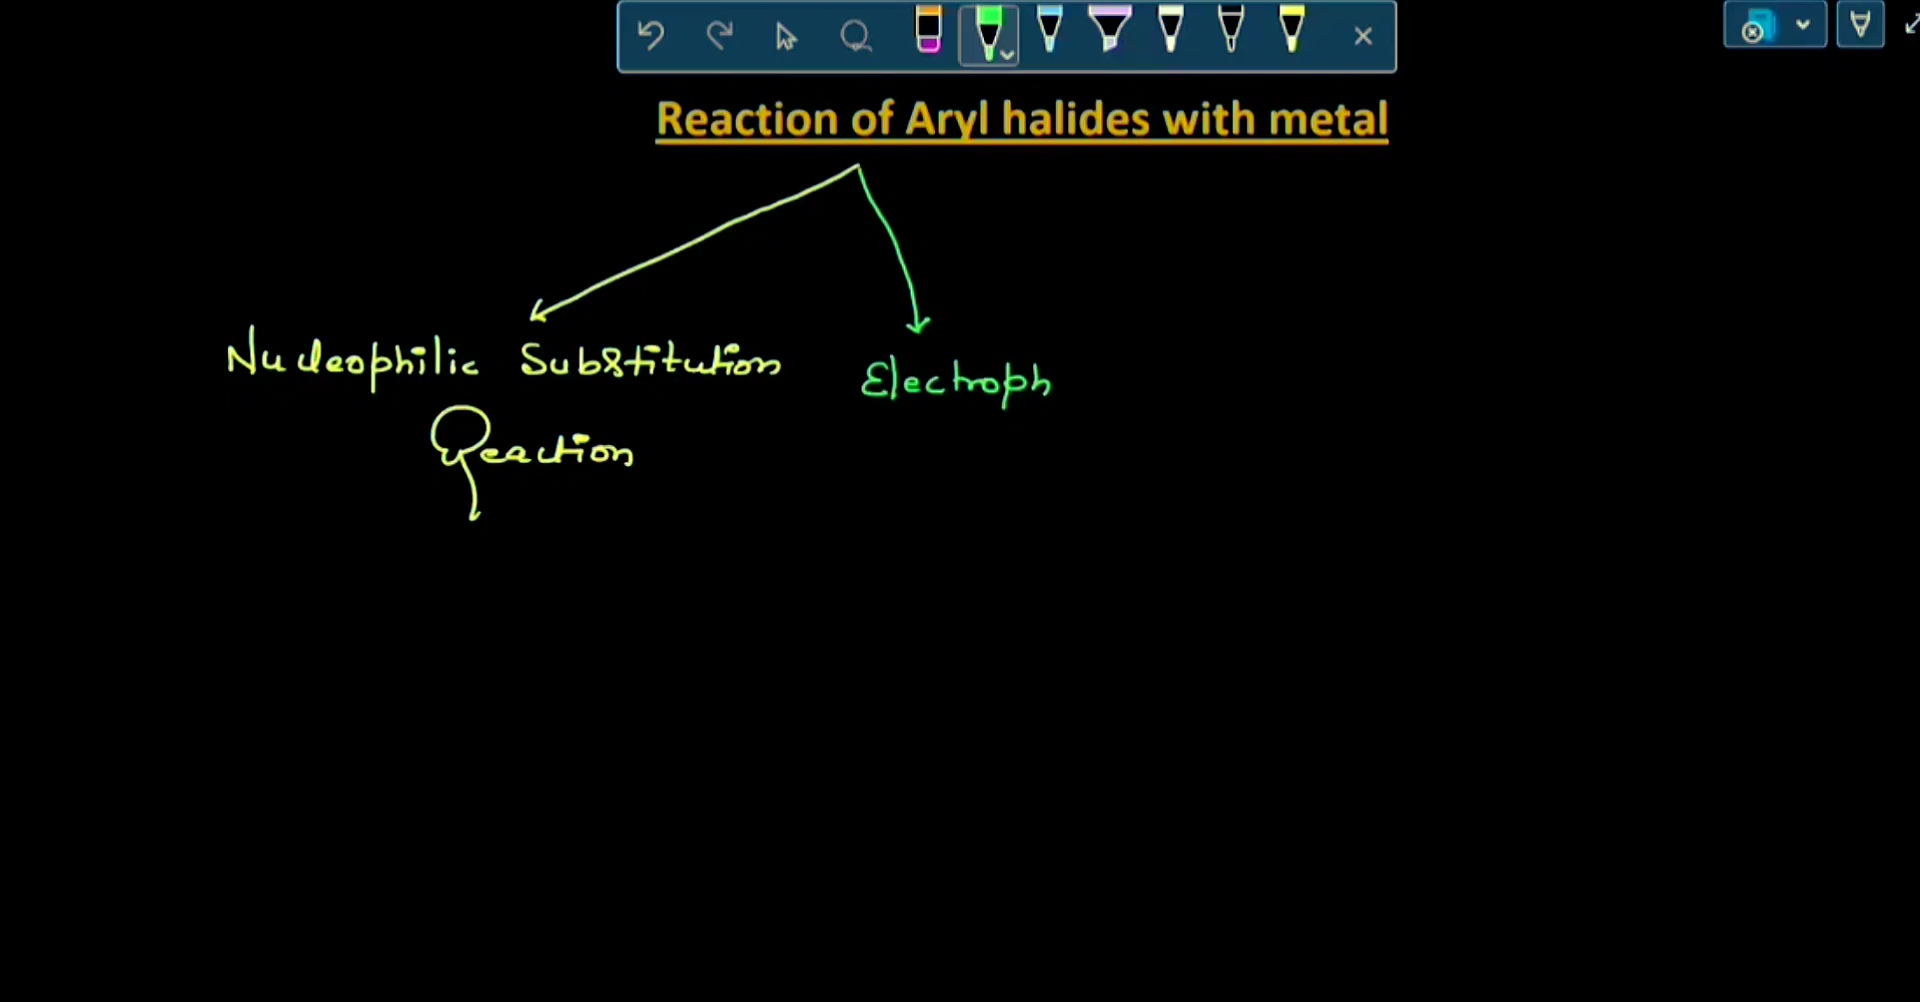 Reaction of Aryl halides with metal
Nucleophilic Substitution
Electroph
Reaction